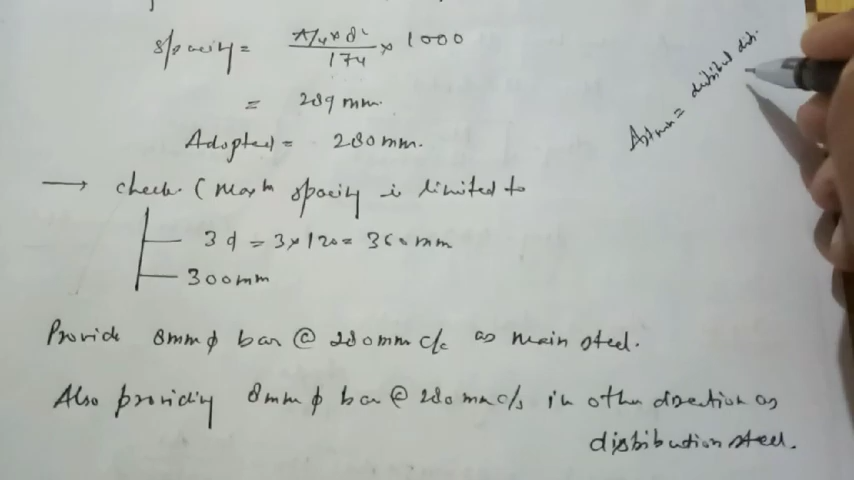 Spacing = π/4 × 8² / 174 × 1000
= 289 mm.
Adopted = 280 mm.
→ check (Maxm spacing is limited to
3d = 3×120 = 360 mm
300mm
Provide 8mm ϕ bar @ 280mm c/c as main steel.
Also providing 8mm ϕ bar @ 280 mm c/c in other direction as
distribution steel.
Ast min = distribut